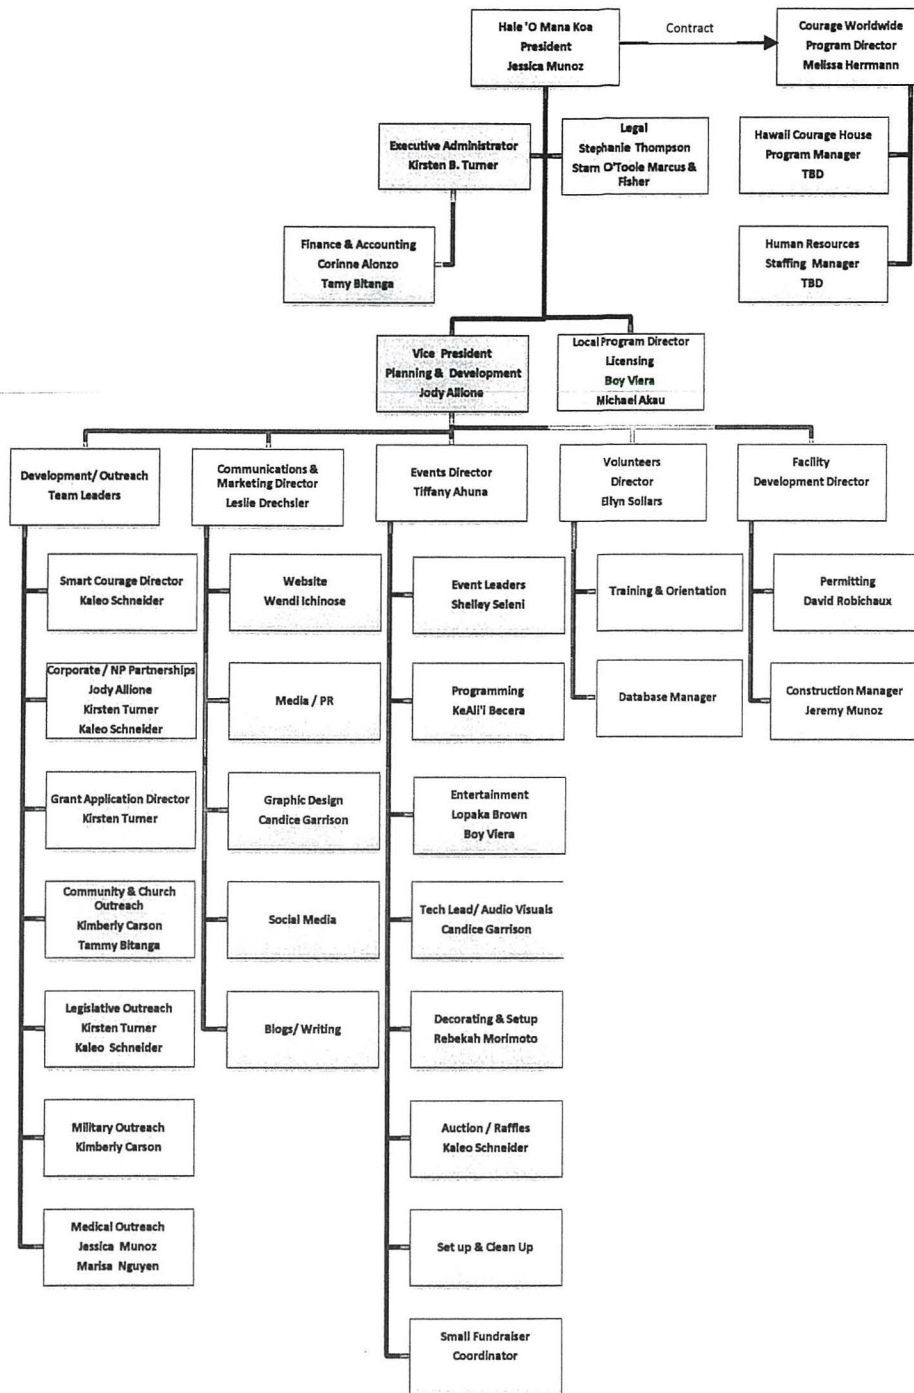 Hale 'O Mana Koa
President
Jessica Munoz
Contract
Courage Worldwide
Program Director
Melissa Herrmann
Executive Administrator
Kirsten B. Turner
Legal
Stephanie Thompson
Stam O'Toole Marcus &
Fisher
Hawaii Courage House
Program Manager
TBD
Finance & Accounting
Corinne Alonzo
Tamy Bitanga
Human Resources
Staffing Manager
TBD
Vice President
Planning & Development
Jody Allione
Local Program Director
Licensing
Boy Viera
Michael Akau
Development/ Outreach
Team Leaders
Communications &
Marketing Director
Leslie Drechsler
Events Director
Tiffany Ahuna
Volunteers
Director
Ellyn Sollars
Facility
Development Director
Smart Courage Director
Kaleo Schneider
Corporate / NP Partnerships
Jody Allione
Kirsten Turner
Kaleo Schneider
Grant Application Director
Kirsten Turner
Community & Church
Outreach
Kimberly Carson
Tammy Bitanga
Legislative Outreach
Kirsten Turner
Kaleo Schneider
Military Outreach
Kimberly Carson
Medical Outreach
Jessica Munoz
Marisa Nguyen
Website
Wendi Ichinose
Media / PR
Graphic Design
Candice Garrison
Social Media
Blogs/ Writing
Event Leaders
Shelley Seleni
Programming
KeAli'i Becera
Entertainment
Lopaka Brown
Boy Viera
Tech Lead/ Audio Visuals
Candice Garrison
Decorating & Setup
Rebekah Morimoto
Auction / Raffles
Kaleo Schneider
Set up & Clean Up
Small Fundraiser
Coordinator
Training & Orientation
Database Manager
Permitting
David Robichaux
Construction Manager
Jeremy Munoz